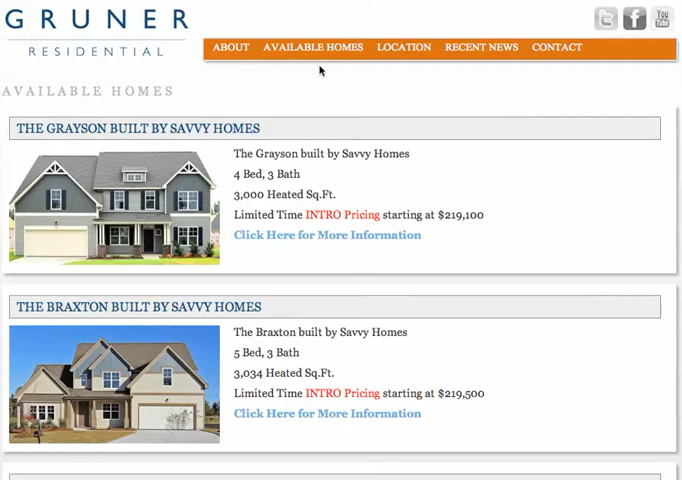 GRUNER
RESIDENTIAL
t f You Tube
ABOUT AVAILABLE HOMES LOCATION RECENT NEWS CONTACT
AVAILABLE HOMES
THE GRAYSON BUILT BY SAVVY HOMES
The Grayson built by Savvy Homes
4 Bed, 3 Bath
3,000 Heated Sq.Ft.
Limited Time INTRO Pricing starting at $219,100
Click Here for More Information
THE BRAXTON BUILT BY SAVVY HOMES
The Braxton built by Savvy Homes
5 Bed, 3 Bath
3,034 Heated Sq.Ft.
Limited Time INTRO Pricing starting at $219,500
Click Here for More Information